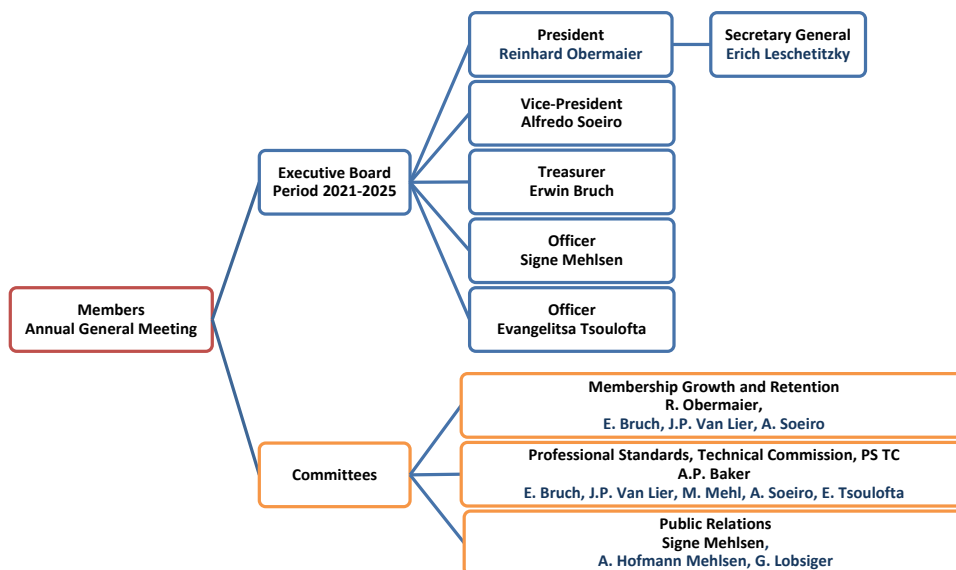 President
Reinhard Obermaier
Secretary General
Erich Leschetitzky
Vice-President
Alfredo Soeiro
Executive Board
Period 2021-2025
Treasurer
Erwin Bruch
Officer
Signe Mehlsen
Members
Annual General Meeting
Officer
Evangelitsa Tsoulofta
Committees
Membership Growth and Retention
R. Obermaier,
E. Bruch, J.P. Van Lier, A. Soeiro
Professional Standards, Technical Commission, PS TC
A.P. Baker
E. Bruch, J.P. Van Lier, M. Mehl, A. Soeiro, E. Tsoulofta
Public Relations
Signe Mehlsen,
A. Hofmann Mehlsen, G. Lobsiger